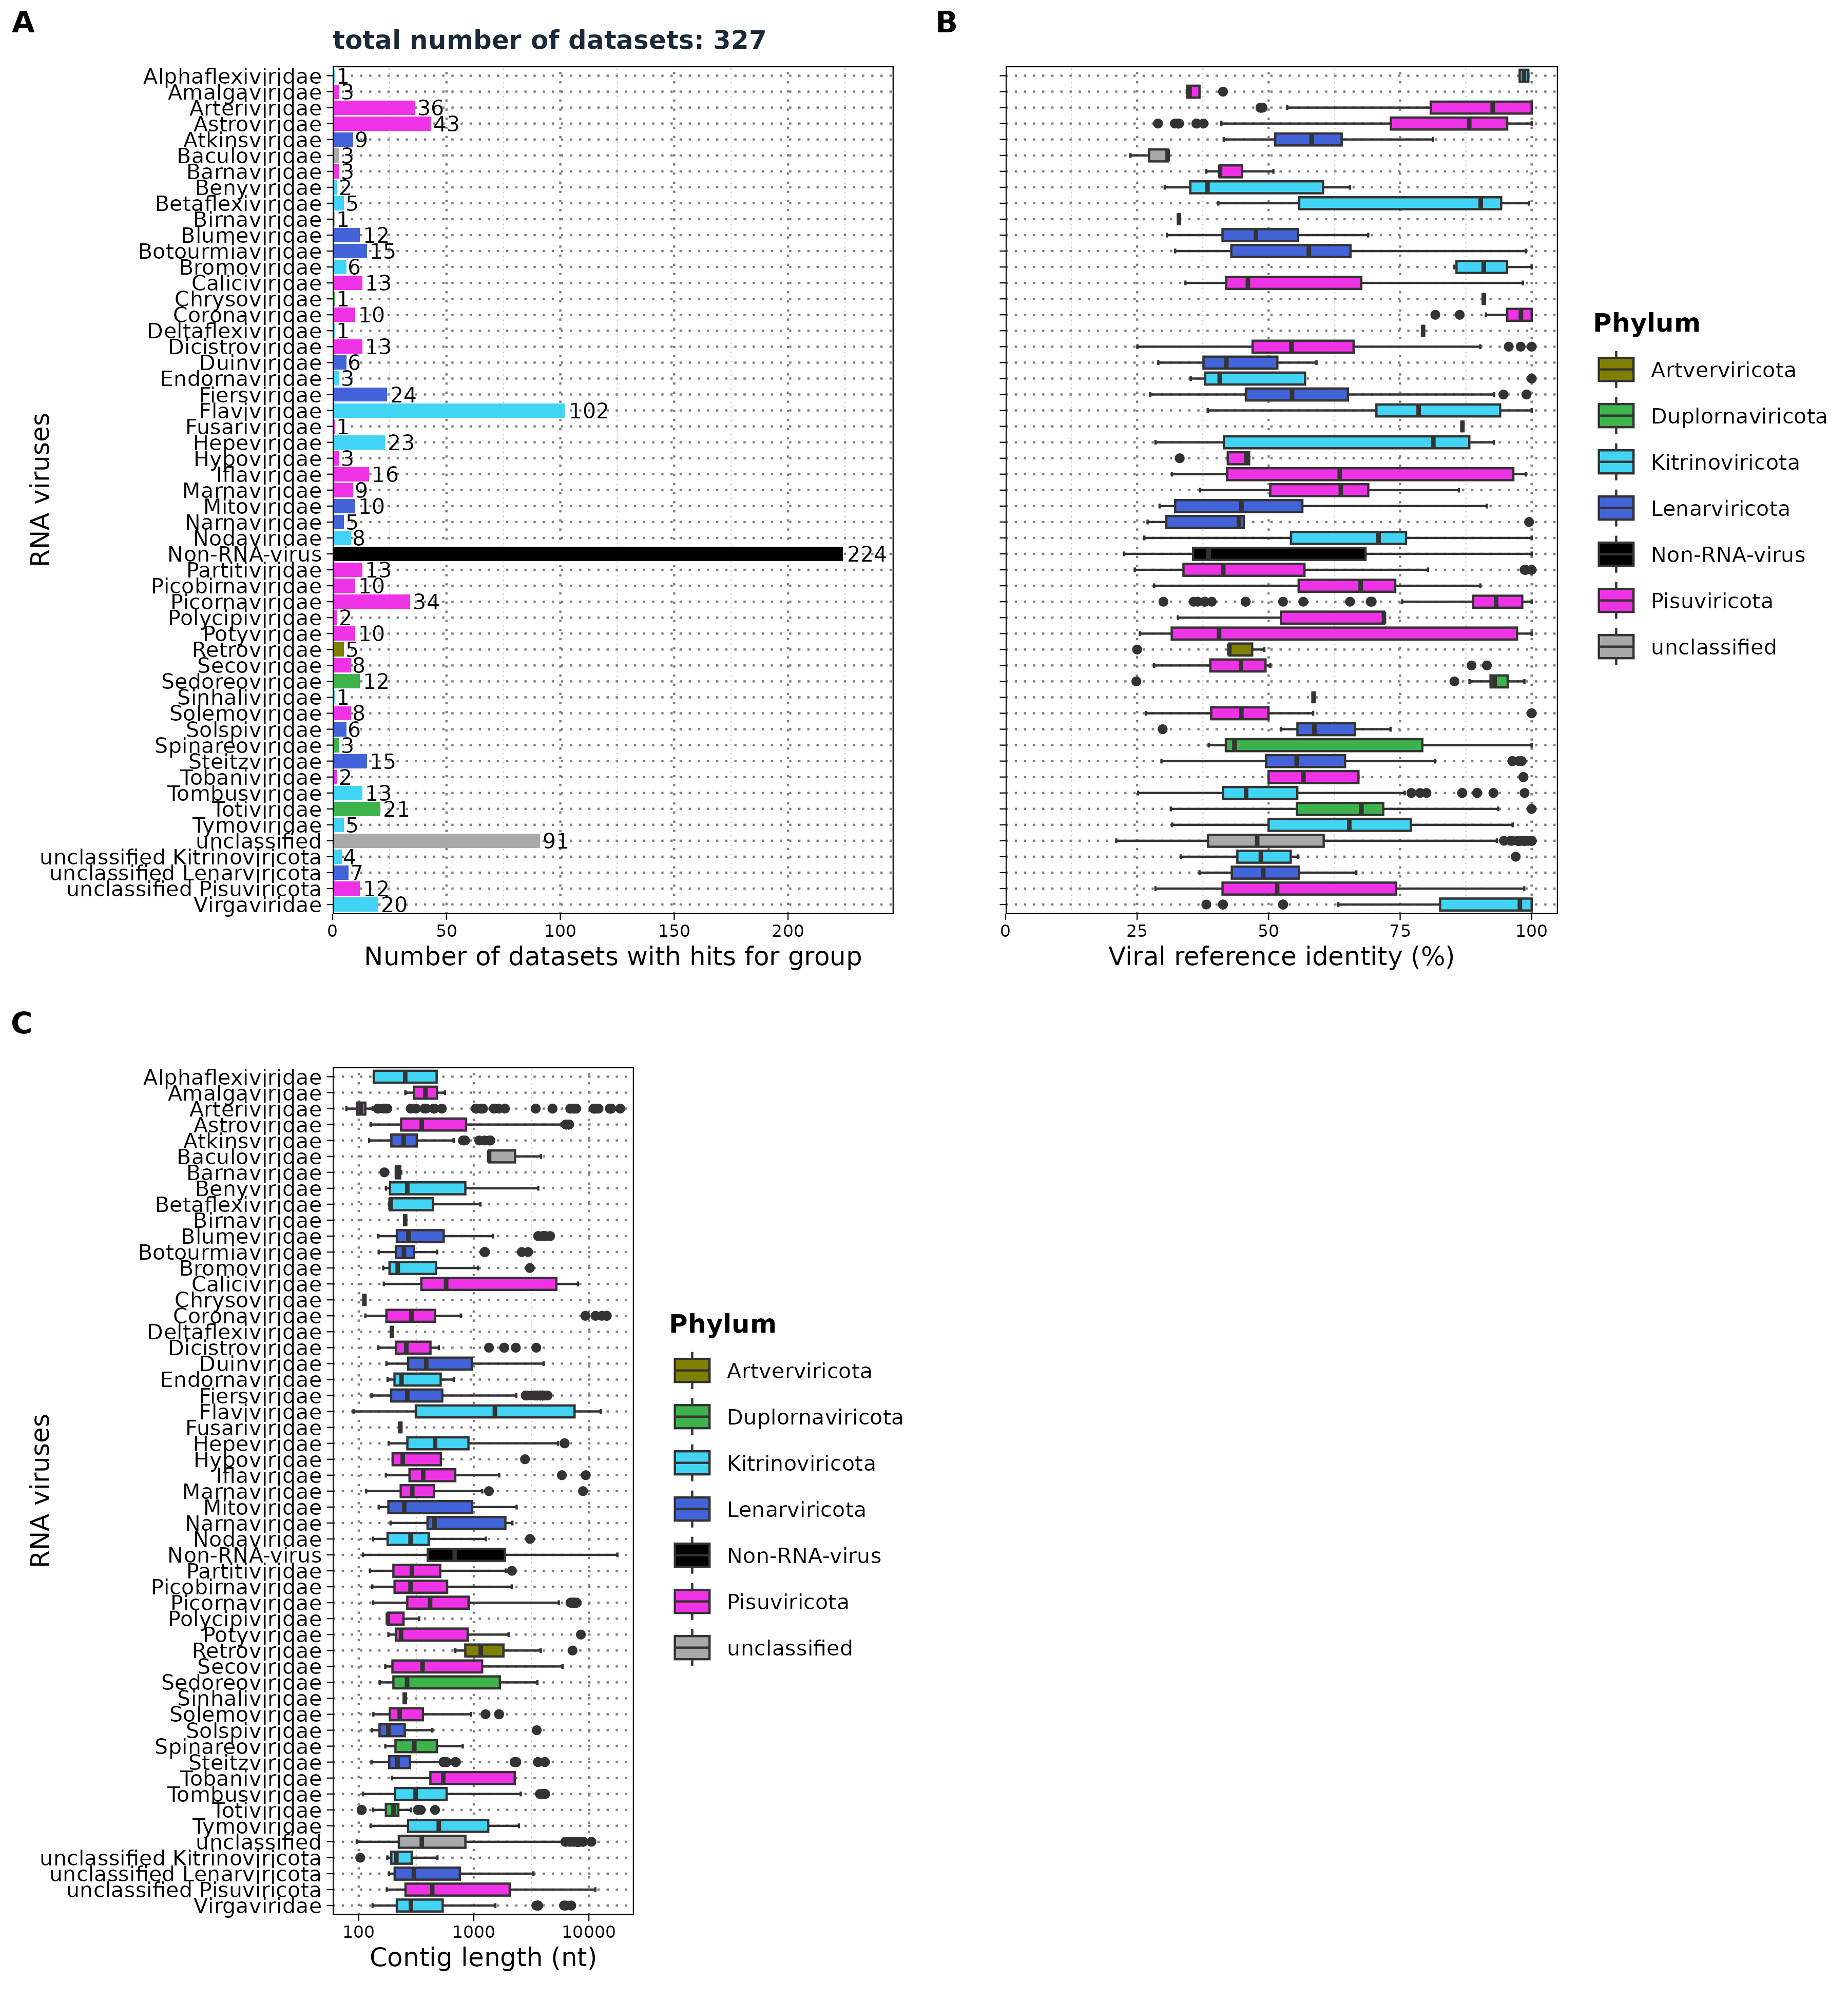 A
total number of datasets: 327
RNA viruses
Alphaflexiviridae 1
Amalgaviridae 3
Arteriviridae 36
Astroviridae 43
Atkinsviridae 9
Baculoviridae 3
Barnaviridae 3
Benyviridae 2
Betaflexiviridae 5
Birnaviridae 1
Blumeviridae 12
Botourmiaviridae 15
Bromoviridae 6
Caliciviridae 13
Chrysoviridae 1
Coronaviridae 10
Deltaflexiviridae 1
Dicistroviridae 13
Duinviridae 6
Endornaviridae 3
Fiersviridae 24
Flaviviridae 102
Fusariviridae 1
Hepeviridae 23
Hypoviridae 3
Iflaviridae 16
Marnaviridae 9
Mitoviridae 10
Narnaviridae 5
Nodaviridae 8
Non-RNA-virus 224
Partitiviridae 13
Picobirnaviridae 10
Picornaviridae 34
Polycipiviridae 2
Potyviridae 10
Retroviridae 5
Secoviridae 8
Sedoreoviridae 12
Sinhaliviridae 1
Solemoviridae 8
Solspiviridae 6
Spinareoviridae 3
Steitzviridae 15
Tobaniviridae 2
Tombusviridae 13
Totiviridae 21
Tymoviridae 5
unclassified 91
unclassified Kitrinoviricota 4
unclassified Lenarviricota 7
unclassified Pisuviricota 12
Virgaviridae 20
0 50 100 150 200
Number of datasets with hits for group
B
0 25 50 75 100
Viral reference identity (%)
Phylum
Artverviricota
Duplornaviricota
Kitrinoviricota
Lenarviricota
Non-RNA-virus
Pisuviricota
unclassified
C
RNA viruses
Alphaflexiviridae
Amalgaviridae
Arteriviridae
Astroviridae
Atkinsviridae
Baculoviridae
Barnaviridae
Benyviridae
Betaflexiviridae
Birnaviridae
Blumeviridae
Botourmiaviridae
Bromoviridae
Caliciviridae
Chrysoviridae
Coronaviridae
Deltaflexiviridae
Dicistroviridae
Duinviridae
Endornaviridae
Fiersviridae
Flaviviridae
Fusariviridae
Hepeviridae
Hypoviridae
Iflaviridae
Marnaviridae
Mitoviridae
Narnaviridae
Nodaviridae
Non-RNA-virus
Partitiviridae
Picobirnaviridae
Picornaviridae
Polycipiviridae
Potyviridae
Retroviridae
Secoviridae
Sedoreoviridae
Sinhaliviridae
Solemoviridae
Solspiviridae
Spinareoviridae
Steitzviridae
Tobaniviridae
Tombusviridae
Totiviridae
Tymoviridae
unclassified
unclassified Kitrinoviricota
unclassified Lenarviricota
unclassified Pisuviricota
Virgaviridae
100 1000 10000
Contig length (nt)
Phylum
Artverviricota
Duplornaviricota
Kitrinoviricota
Lenarviricota
Non-RNA-virus
Pisuviricota
unclassified